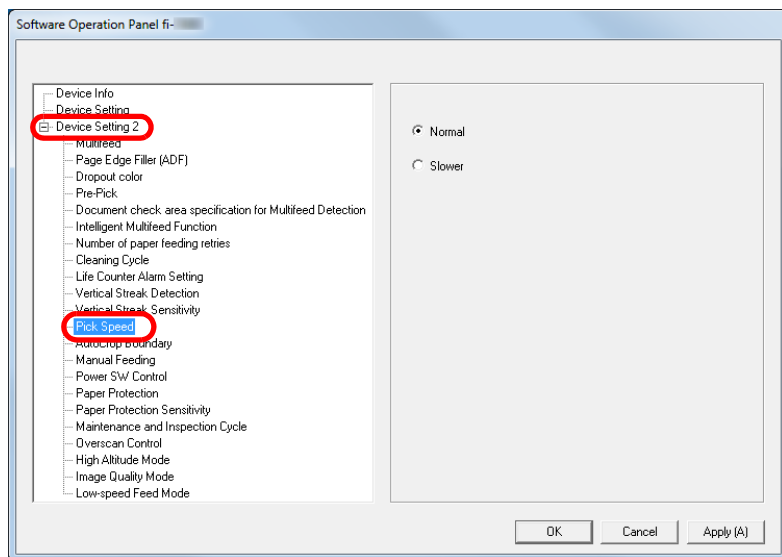 Software Operation Panel fi-
Device Info
Device Setting
Device Setting 2
Multifeed
Page Edge Filler (ADF)
Dropout color
Pre-Pick
Document check area specification for Multifeed Detection
Intelligent Multifeed Function
Number of paper feeding retries
Cleaning Cycle
Life Counter Alarm Setting
Vertical Streak Detection
Vertical Streak Sensitivity
Pick Speed
AutoCrop Boundary
Manual Feeding
Power SW Control
Paper Protection
Paper Protection Sensitivity
Maintenance and Inspection Cycle
Overscan Control
High Altitude Mode
Image Quality Mode
Low-speed Feed Mode
Normal
Slower
OK
Cancel
Apply (A)